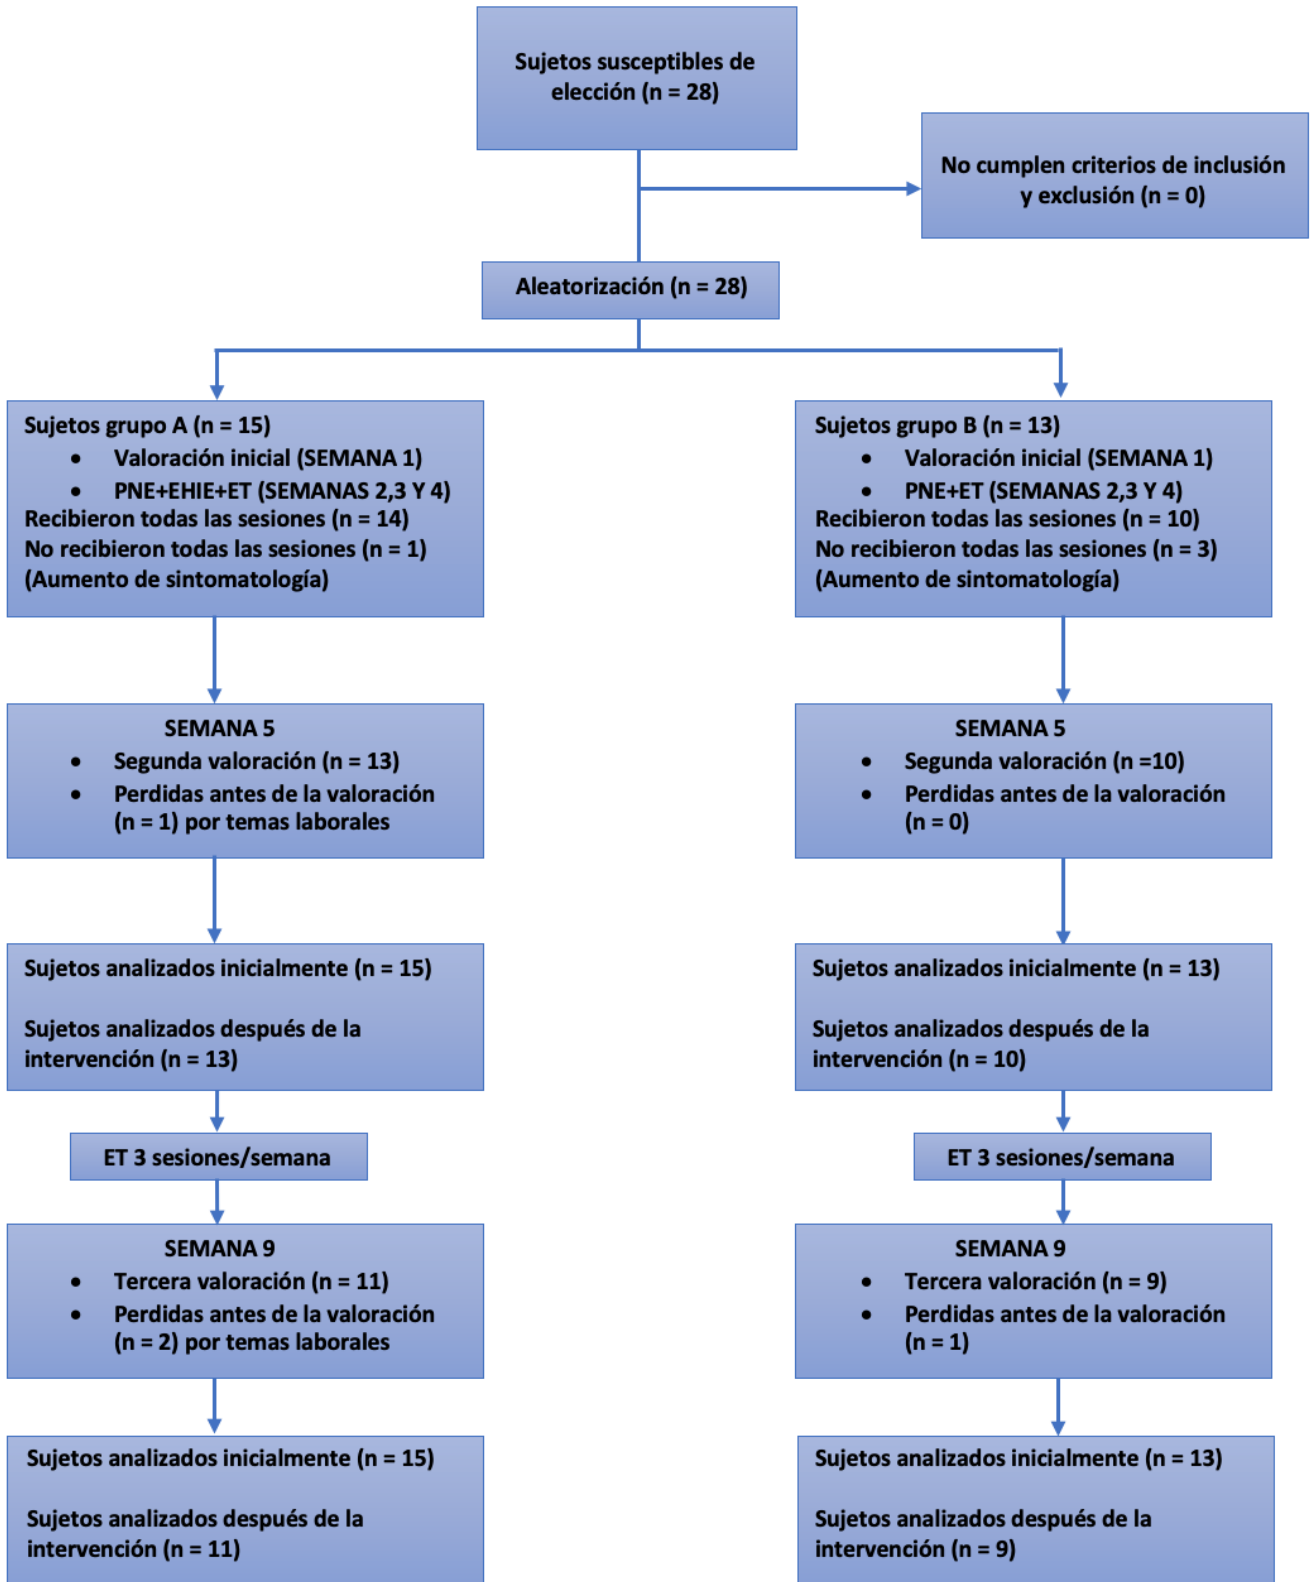 Sujetos susceptibles de
elección (n = 28)
No cumplen criterios de inclusión
y exclusión (n = 0)
Aleatorización (n = 28)
Sujetos grupo A (n = 15)
• Valoración inicial (SEMANA 1)
• PNE+EHIE+ET (SEMANAS 2,3 Y 4)
Recibieron todas las sesiones (n = 14)
No recibieron todas las sesiones (n = 1)
(Aumento de sintomatología)
Sujetos grupo B (n = 13)
• Valoración inicial (SEMANA 1)
• PNE+ET (SEMANAS 2,3 Y 4)
Recibieron todas las sesiones (n = 10)
No recibieron todas las sesiones (n = 3)
(Aumento de sintomatología)
SEMANA 5
• Segunda valoración (n = 13)
• Perdidas antes de la valoración
(n = 1) por temas laborales
SEMANA 5
• Segunda valoración (n =10)
• Perdidas antes de la valoración
(n = 0)
Sujetos analizados inicialmente (n = 15)
Sujetos analizados después de la
intervención (n = 13)
Sujetos analizados inicialmente (n = 13)
Sujetos analizados después de la
intervención (n = 10)
ET 3 sesiones/semana
ET 3 sesiones/semana
SEMANA 9
• Tercera valoración (n = 11)
• Perdidas antes de la valoración
(n = 2) por temas laborales
SEMANA 9
• Tercera valoración (n = 9)
• Perdidas antes de la valoración
(n = 1)
Sujetos analizados inicialmente (n = 15)
Sujetos analizados después de la
intervención (n = 11)
Sujetos analizados inicialmente (n = 13)
Sujetos analizados después de la
intervención (n = 9)